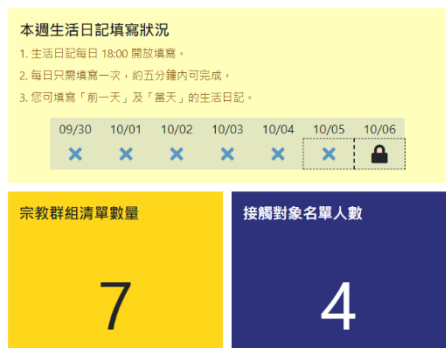 本週生活日記填寫狀況
1. 生活日記每日 18:00 開放填寫。
2. 每日只需填寫一次，約五分鐘內可完成。
3. 您可填寫「前一天」及「當天」的生活日記。
09/30 10/01 10/02 10/03 10/04 10/05 10/06
宗教群組清單數量
接觸對象名單人數
7
4